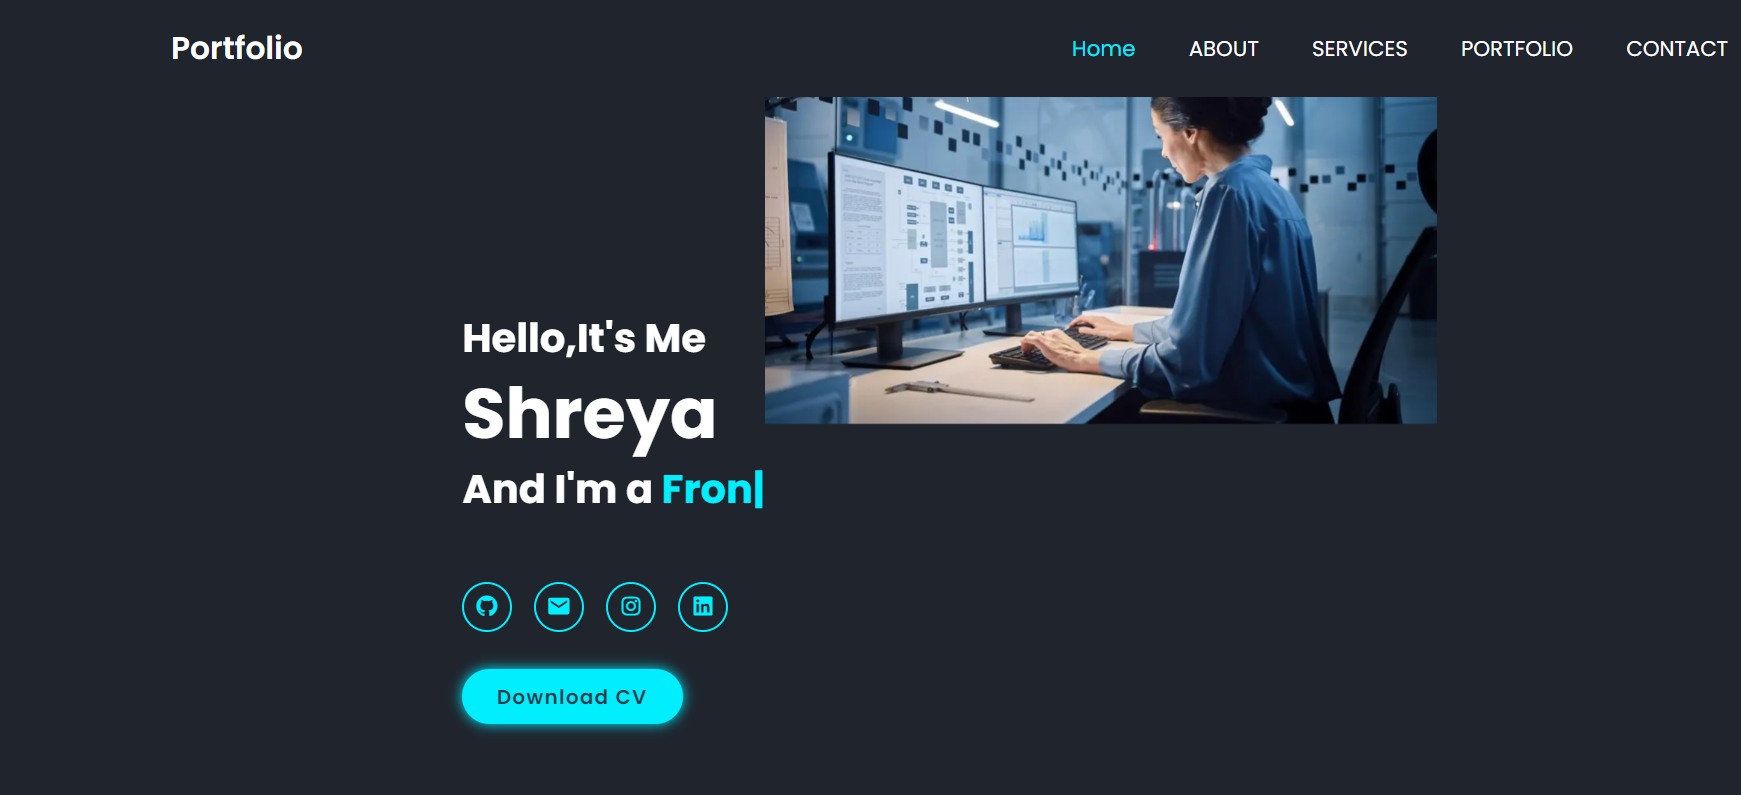 Portfolio
Home ABOUT SERVICES PORTFOLIO CONTACT
Hello,It's Me
Shreya
And I'm a Fron|
Download CV